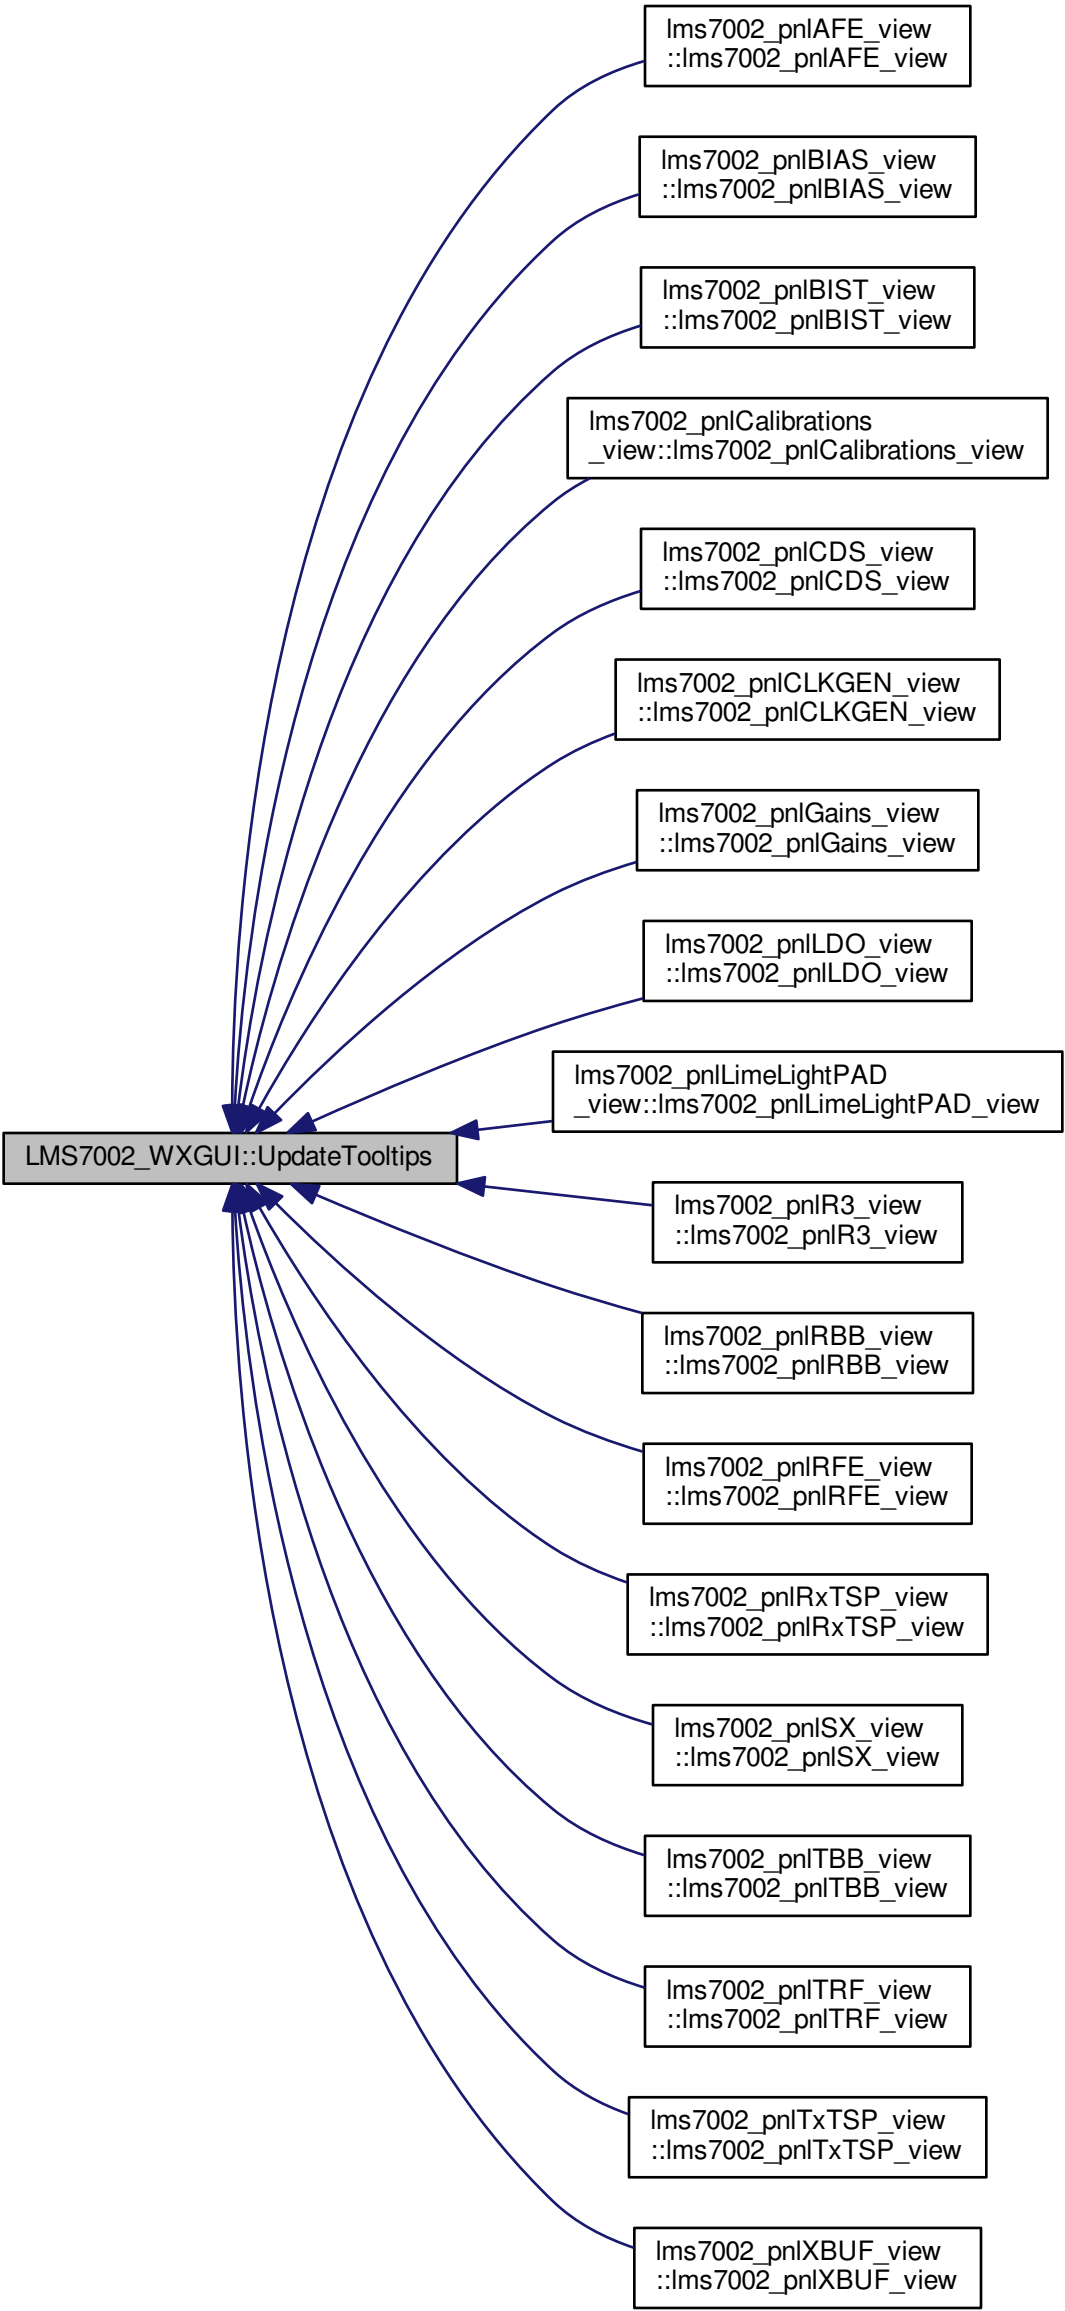 lms7002_pnlAFE_view
::lms7002_pnlAFE_view
lms7002_pnlBIAS_view
::lms7002_pnlBIAS_view
lms7002_pnlBIST_view
::lms7002_pnlBIST_view
lms7002_pnlCalibrations
_view::lms7002_pnlCalibrations_view
lms7002_pnlCDS_view
::lms7002_pnlCDS_view
lms7002_pnlCLKGEN_view
::lms7002_pnlCLKGEN_view
lms7002_pnlGains_view
::lms7002_pnlGains_view
lms7002_pnlLDO_view
::lms7002_pnlLDO_view
lms7002_pnlLimeLightPAD
_view::lms7002_pnlLimeLightPAD_view
LMS7002_WXGUI::UpdateTooltips
lms7002_pnlR3_view
::lms7002_pnlR3_view
lms7002_pnlRBB_view
::lms7002_pnlRBB_view
lms7002_pnlRFE_view
::lms7002_pnlRFE_view
lms7002_pnlRxTSP_view
::lms7002_pnlRxTSP_view
lms7002_pnlSX_view
::lms7002_pnlSX_view
lms7002_pnlTBB_view
::lms7002_pnlTBB_view
lms7002_pnlTRF_view
::lms7002_pnlTRF_view
lms7002_pnlTxTSP_view
::lms7002_pnlTxTSP_view
lms7002_pnlXBUF_view
::lms7002_pnlXBUF_view